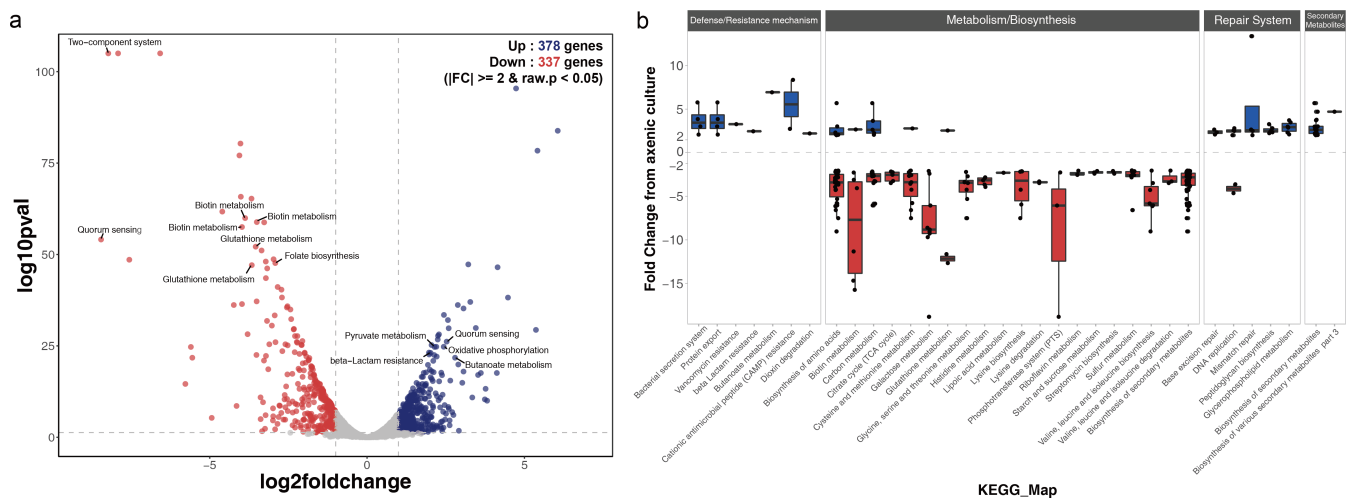 a
Up : 378 genes
Down : 337 genes
(|FC| >= 2 & raw.p < 0.05)
Two−component system
Biotin metabolism
Biotin metabolism
Biotin metabolism
Quorum sensing
Glutathione metabolism
Folate biosynthesis
Glutathione metabolism
Pyruvate metabolism
Quorum sensing
Oxidative phosphorylation
beta−Lactam resistance
Butanoate metabolism
100
75
50
25
0
log10pval
−5
0
5
log2foldchange
b
Defense/Resistance mechanism
Metabolism/Biosynthesis
Repair System
Secondary
Metabolites
10
5
2
0
−2
−5
−10
−15
Fold Change from axenic culture
Bacterial secretion system
Protein export
Vancomycin resistance
beta Lactam resistance
Butanoate metabolism
Cationic antimicrobial peptide (CAMP) resistance
Dioxin degradation
Biosynthesis of amino acids
Biotin metabolism
Carbon metabolism
Citrate cycle (TCA cycle)
Cysteine and methionine metabolism
Galactose metabolism
Glutathione metabolism
Glycine, serine and threonine metabolism
Histidine metabolism
Lipoic acid metabolism
Lysine biosynthesis
Lysine degradation
Phosphotransferase system (PTS)
Riboflavin metabolism
Starch and sucrose metabolism
Streptomycin biosynthesis
Sulfur metabolism
Valine, leucine and isoleucine biosynthesis
Valine, leucine and isoleucine degradation
Biosynthesis of secondary metabolites
Base excision repair
DNA replication
Mismatch repair
Peptidoglycan biosynthesis
Glycerophospholipid metabolism
Biosynthesis of secondary metabolites
Biosynthesis of various secondary metabolites part 3
KEGG_Map